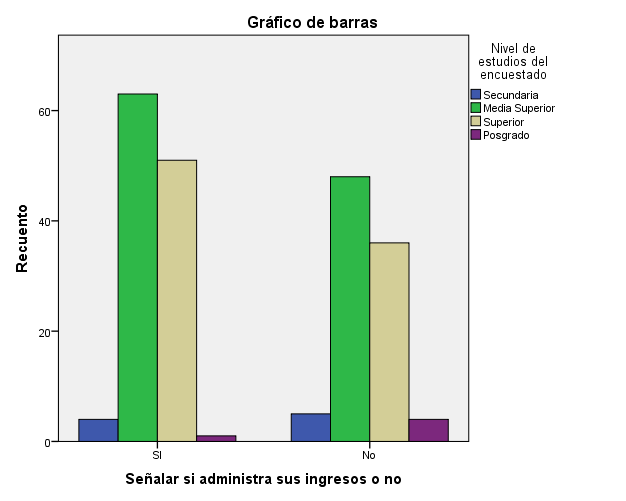 Gráfico de barras
Nivel de
estudios del
encuestado
Secundaria
Media Superior
Superior
Posgrado
Recuento
60
40
20
0
SI
No
Señalar si administra sus ingresos o no